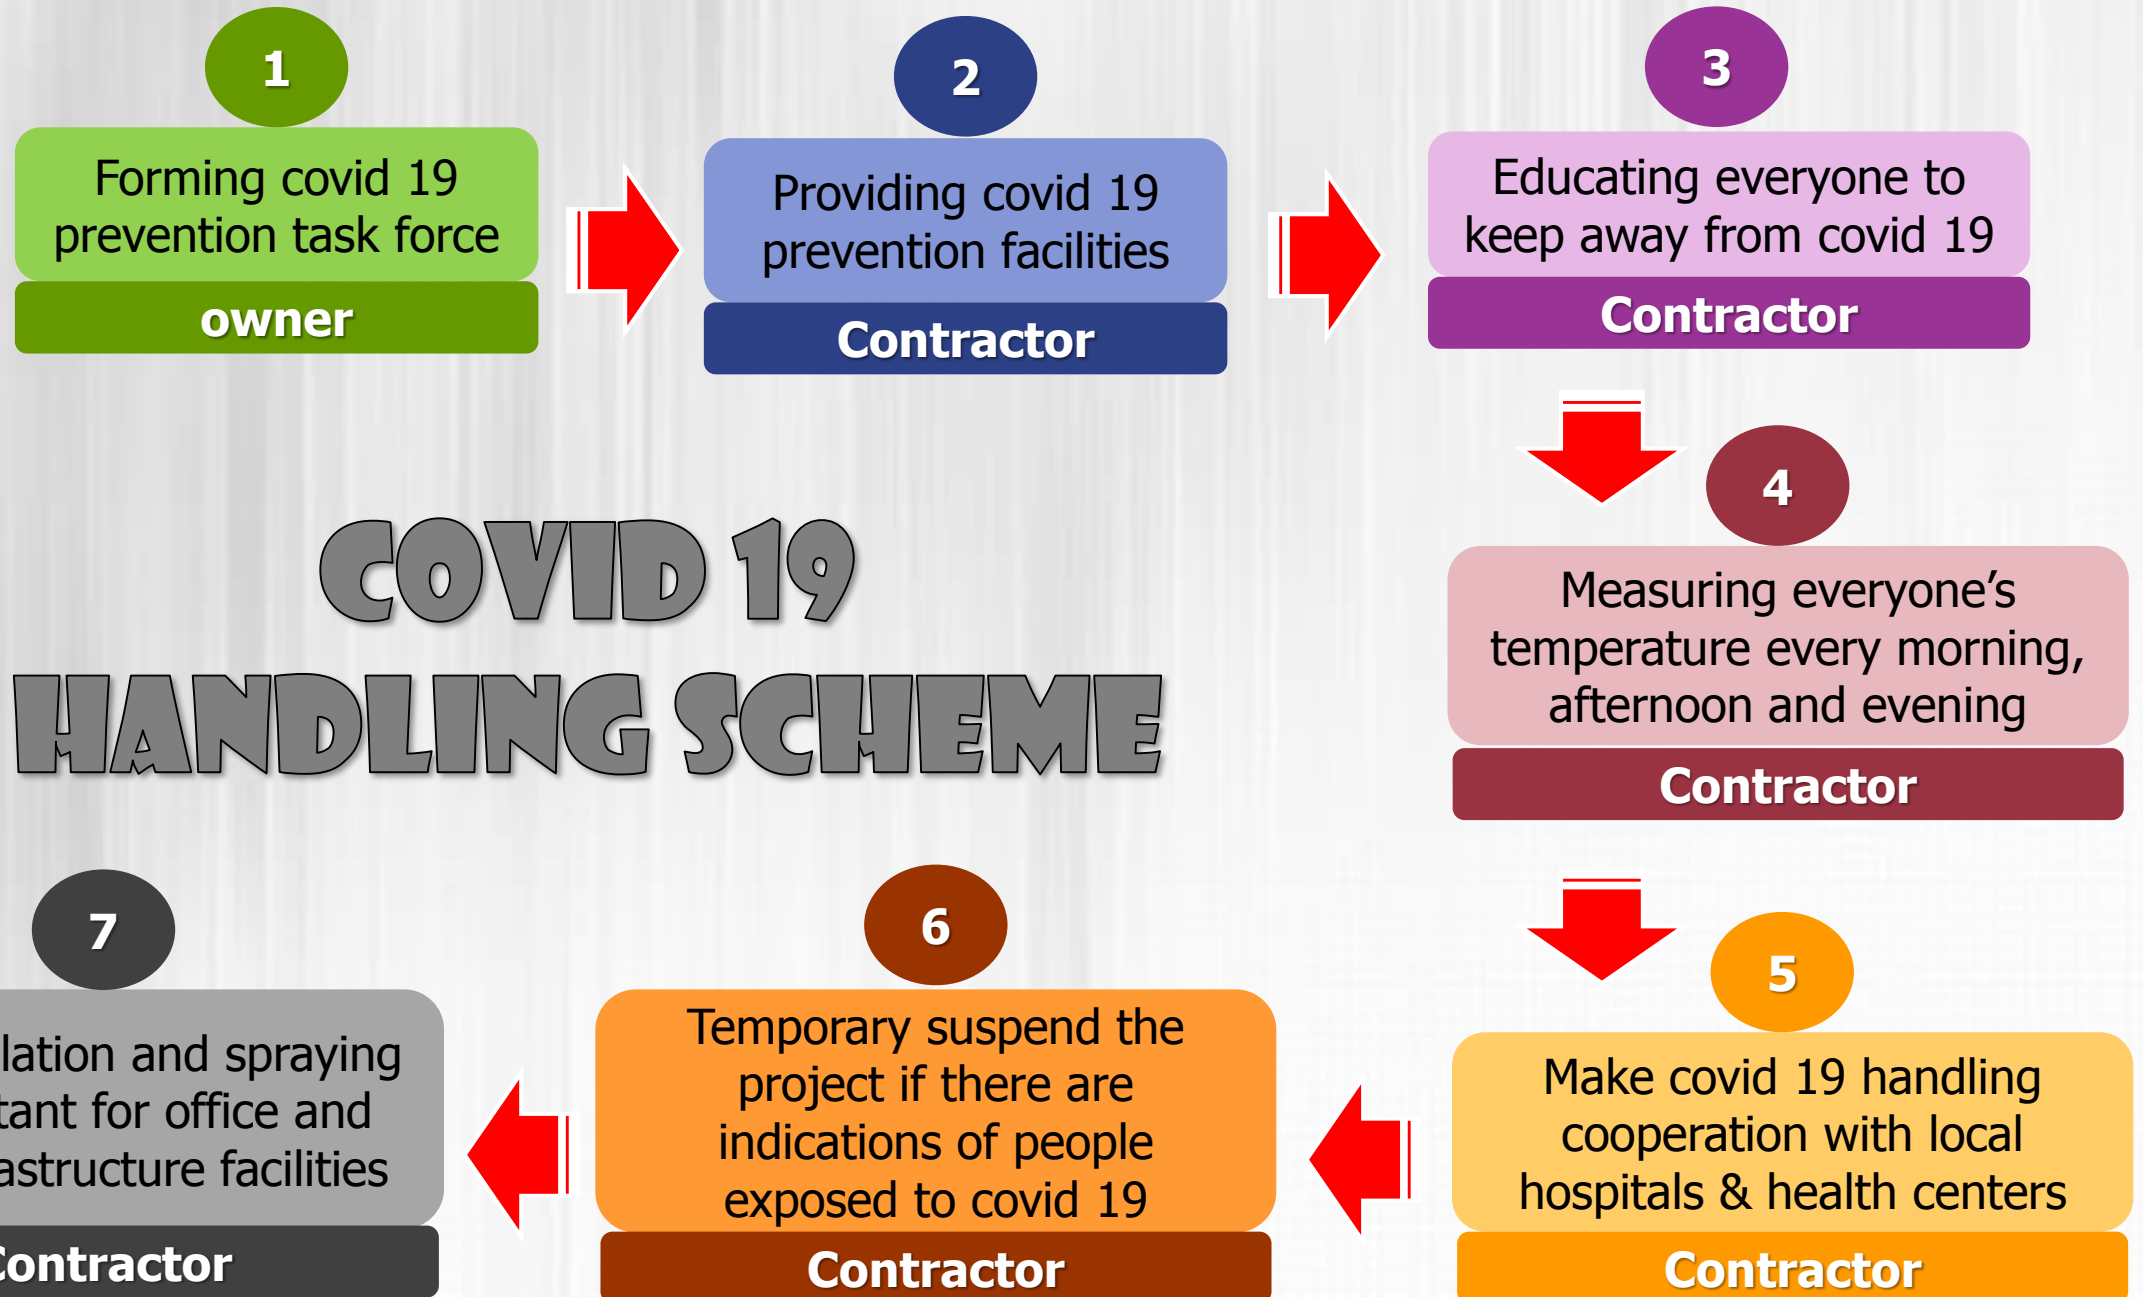 1
Forming covid 19
prevention task force
owner
2
Providing covid 19
prevention facilities
Contractor
3
Educating everyone to
keep away from covid 19
Contractor
COVID 19
HANDLING SCHEME
4
Measuring everyone’s
temperature every morning,
afternoon and evening
Contractor
5
Make covid 19 handling
cooperation with local
hospitals & health centers
Contractor
6
Temporary suspend the
project if there are
indications of people
exposed to covid 19
Contractor
7
lation and spraying
tant for office and
astructure facilities
Contractor